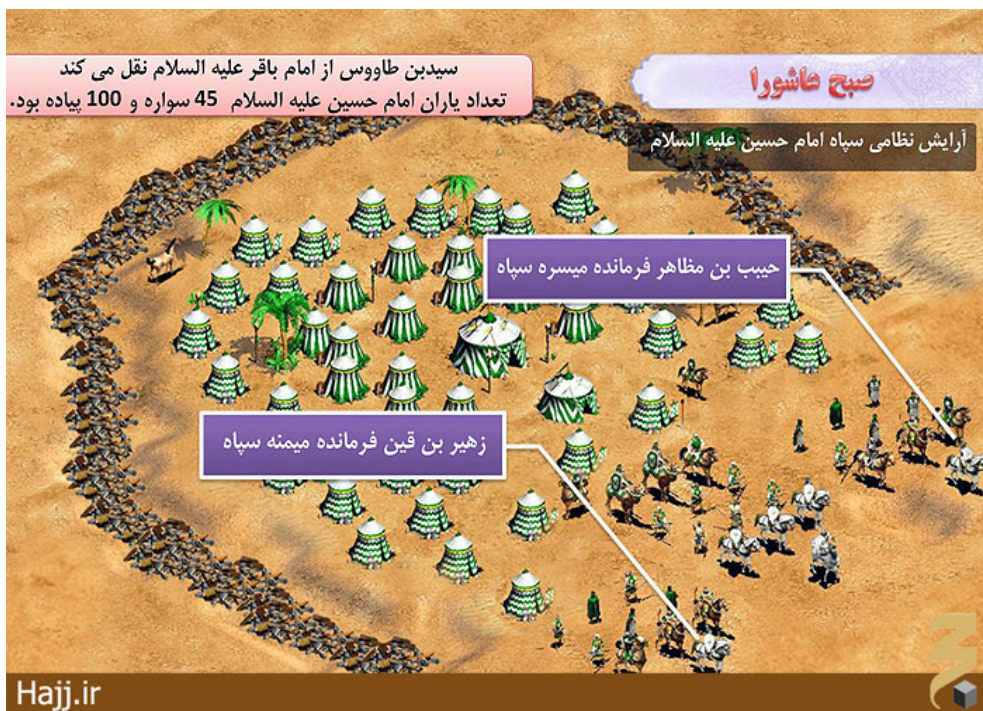 صبح عاشورا
سیدبن طاووس از امام باقر علیه السلام نقل می کند
تعداد یاران امام حسین علیه السلام 45 سواره و 100 پیاده بود.
آرایش نظامی سپاه امام حسین علیه السلام
حبیب بن مظاهر فرمانده میسره سپاه
زهیر بن قین فرمانده میمنه سپاه
Hajj.ir